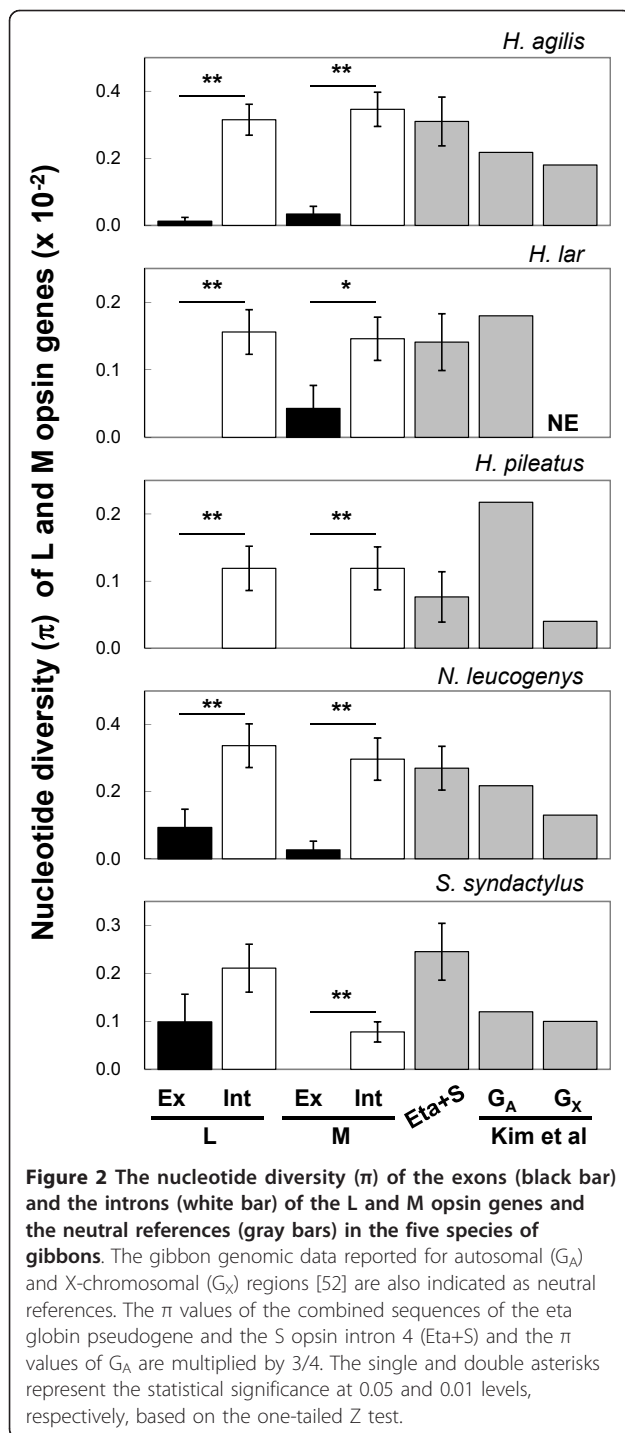 Nucleotide diversity (π) of L and M opsin genes (x 10⁻²)
H. agilis
** **
0.4
0.2
0.0
H. lar
** *
0.2
0.0
NE
H. pileatus
** **
0.2
0.1
0.0
N. leucogenys
** **
0.4
0.2
0.0
S. syndactylus
**
0.3
0.2
0.1
0.0
Ex Int Ex Int Eta+S G_A G_X
L M Kim et al
Figure 2 The nucleotide diversity (π) of the exons (black bar)
and the introns (white bar) of the L and M opsin genes and
the neutral references (gray bars) in the five species of
gibbons. The gibbon genomic data reported for autosomal (G_A)
and X-chromosomal (G_X) regions [52] are also indicated as neutral
references. The π values of the combined sequences of the eta
globin pseudogene and the S opsin intron 4 (Eta+S) and the π
values of G_A are multiplied by 3/4. The single and double asterisks
represent the statistical significance at 0.05 and 0.01 levels,
respectively, based on the one-tailed Z test.